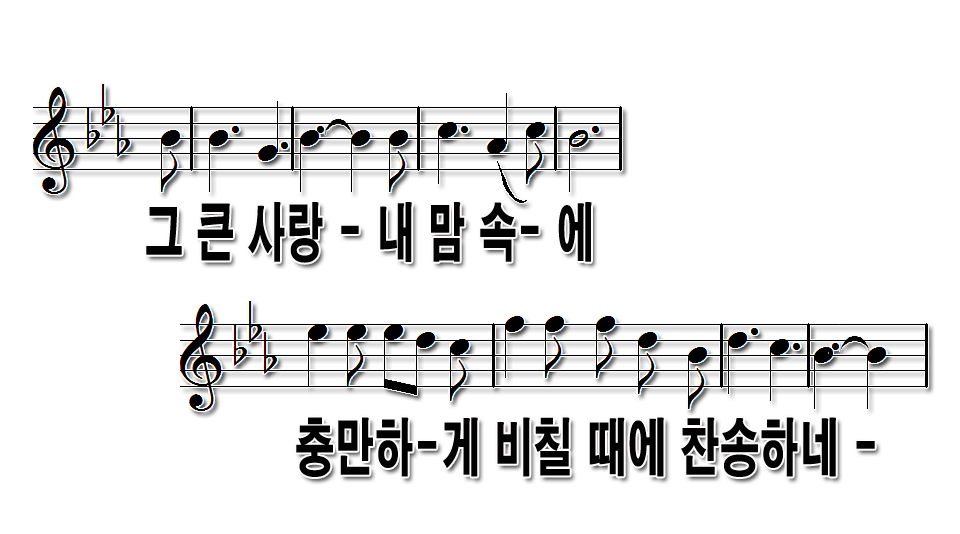 그 큰 사랑 - 내 맘 속- 에
충만하-게 비칠 때에 찬송하네 -